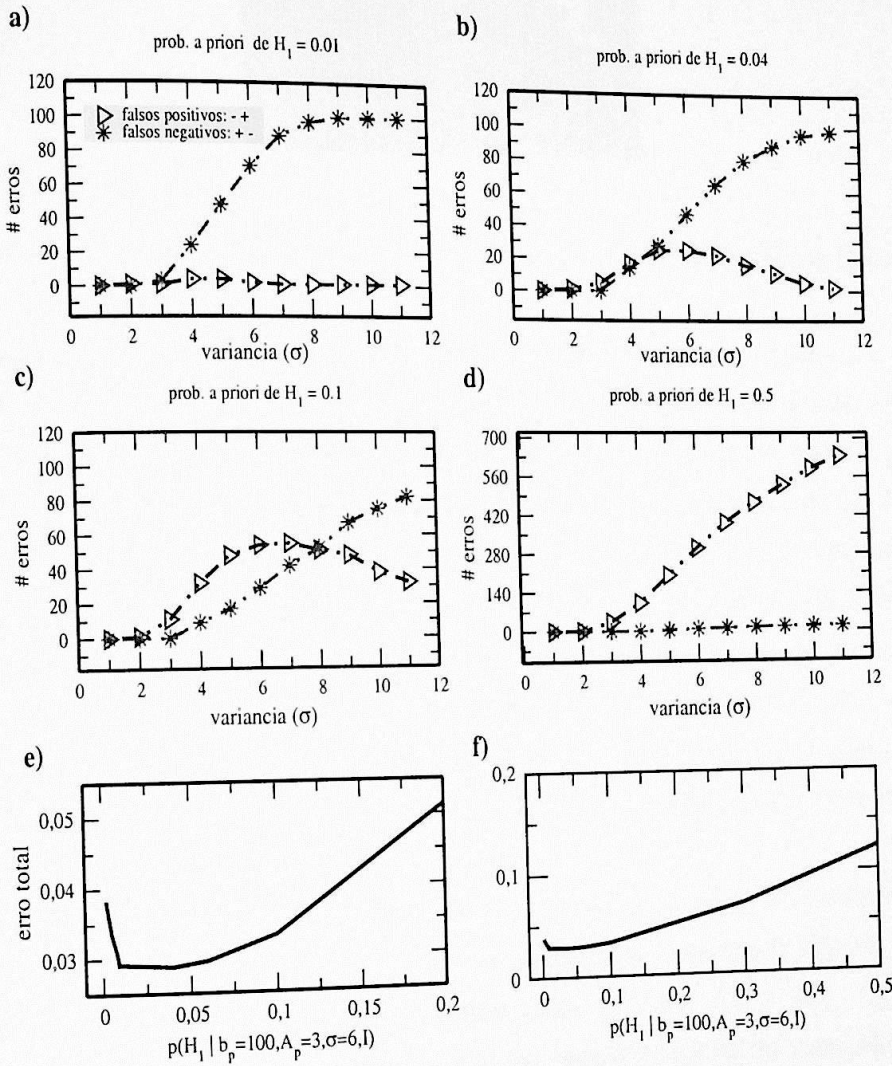 a)
prob. a priori de H₁ = 0.01
120
100
80
60
40
20
0
# erros
falsos positivos: - +
falsos negativos: + -
0 2 4 6 8 10 12
variancia (σ)
b)
prob. a priori de H₁ = 0.04
120
100
80
60
40
20
0
# erros
0 2 4 6 8 10 12
variancia (σ)
c)
prob. a priori de H₁ = 0.1
120
100
80
60
40
20
0
# erros
0 2 4 6 8 10 12
variancia (σ)
d)
prob. a priori de H₁ = 0.5
700
560
420
280
140
0
# erros
0 2 4 6 8 10 12
variancia (σ)
e)
0,05
0,04
0,03
erro total
0 0,05 0,1 0,15 0,2
p(H₁ | bₚ=100,Aₚ=3,σ=6,I)
f)
0,2
0,1
0
0 0,1 0,2 0,3 0,4 0,5
p(H₁ | bₚ=100,Aₚ=3,σ=6,I)